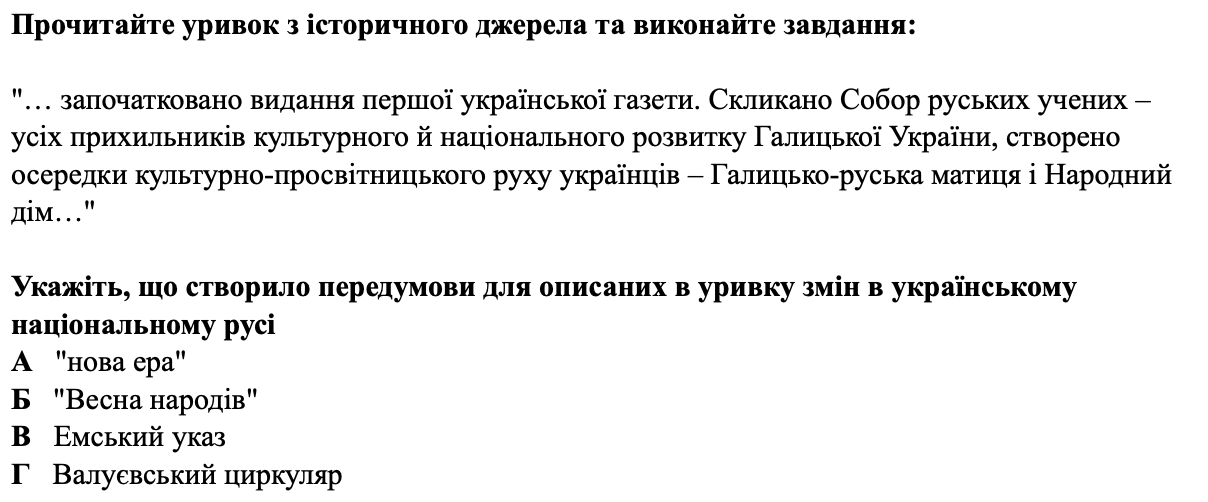 Прочитайте уривок з історичного джерела та виконайте завдання:
"… започатковано видання першої української газети. Скликано Собор руських учених –
усіх прихильників культурного й національного розвитку Галицької України, створено
осередки культурно-просвітницького руху українців – Галицько-руська матиця і Народний
дім…"
Укажіть, що створило передумови для описаних в уривку змін в українському
національному русі
А "нова ера"
Б "Весна народів"
В Емський указ
Г Валуєвський циркуляр